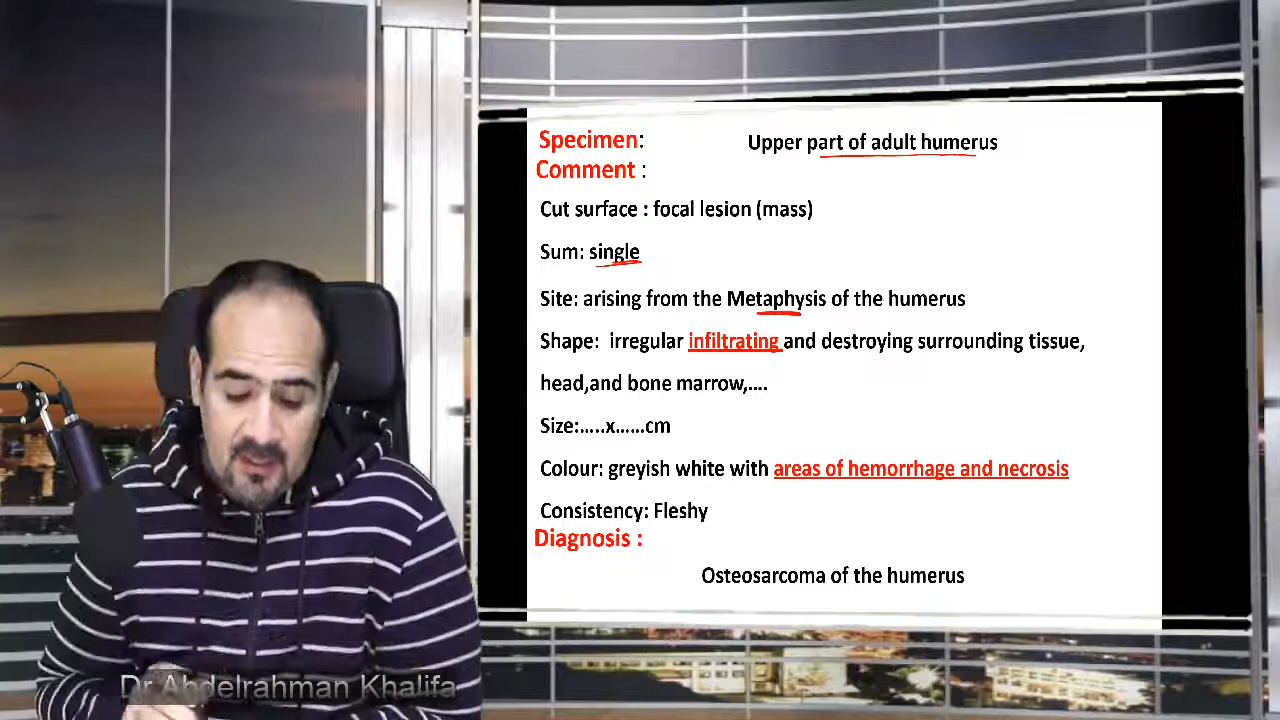 Specimen: Upper part of adult humerus
Comment :
Cut surface : focal lesion (mass)
Sum: single
Site: arising from the Metaphysis of the humerus
Shape: irregular infiltrating and destroying surrounding tissue,
head,and bone marrow,....
Size:.....x......cm
Colour: greyish white with areas of hemorrhage and necrosis
Consistency: Fleshy
Diagnosis :
Osteosarcoma of the humerus
Dr Abdelrahman Khalifa